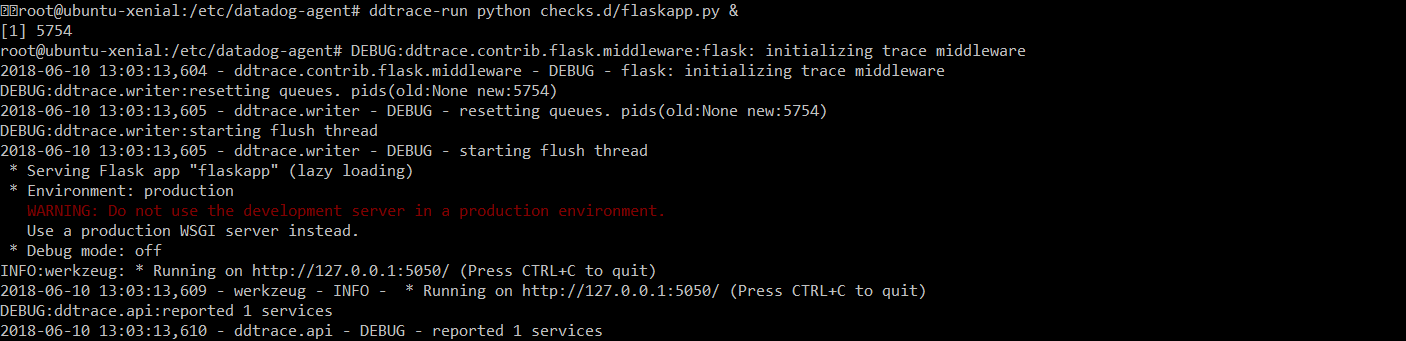 root@ubuntu-xenial:/etc/datadog-agent# ddtrace-run python checks.d/flaskapp.py &
[1] 5754
root@ubuntu-xenial:/etc/datadog-agent# DEBUG:ddtrace.contrib.flask.middleware:flask: initializing trace middleware
2018-06-10 13:03:13,604 - ddtrace.contrib.flask.middleware - DEBUG - flask: initializing trace middleware
DEBUG:ddtrace.writer:resetting queues. pids(old:None new:5754)
2018-06-10 13:03:13,605 - ddtrace.writer - DEBUG - resetting queues. pids(old:None new:5754)
DEBUG:ddtrace.writer:starting flush thread
2018-06-10 13:03:13,605 - ddtrace.writer - DEBUG - starting flush thread
 * Serving Flask app "flaskapp" (lazy loading)
 * Environment: production
   WARNING: Do not use the development server in a production environment.
   Use a production WSGI server instead.
 * Debug mode: off
INFO:werkzeug: * Running on http://127.0.0.1:5050/ (Press CTRL+C to quit)
2018-06-10 13:03:13,609 - werkzeug - INFO -  * Running on http://127.0.0.1:5050/ (Press CTRL+C to quit)
DEBUG:ddtrace.api:reported 1 services
2018-06-10 13:03:13,610 - ddtrace.api - DEBUG - reported 1 services